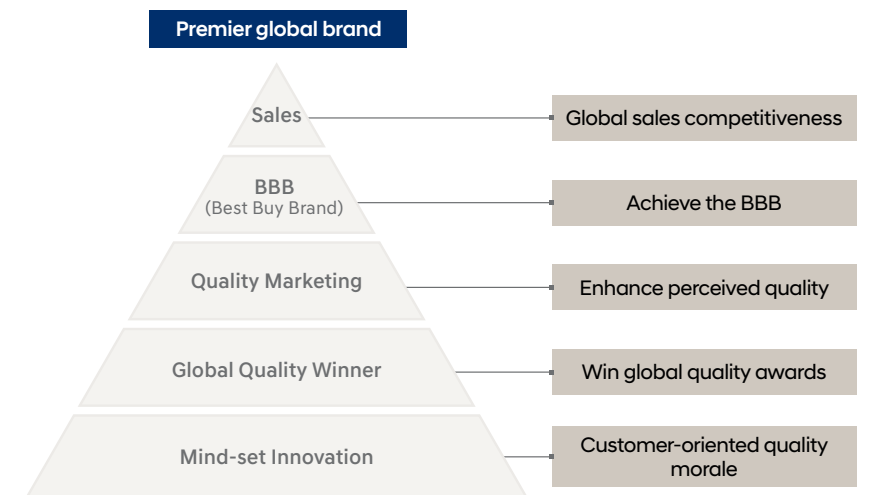 Premier global brand
Sales
Global sales competitiveness
BBB
(Best Buy Brand)
Achieve the BBB
Quality Marketing
Enhance perceived quality
Global Quality Winner
Win global quality awards
Mind-set Innovation
Customer-oriented quality
morale